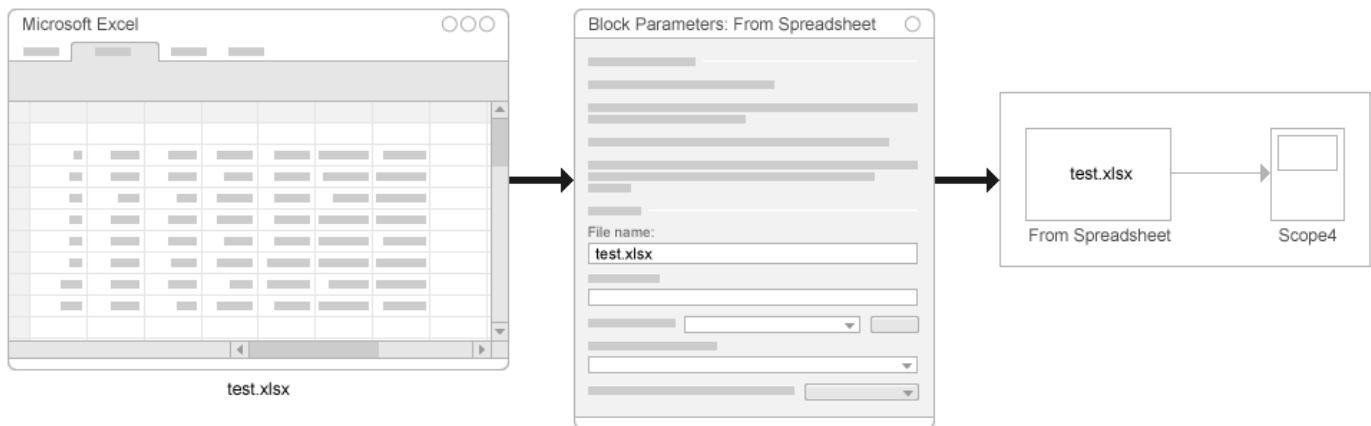 Microsoft Excel
test.xlsx
Block Parameters: From Spreadsheet
File name:
test.xlsx
test.xlsx
From Spreadsheet
Scope4